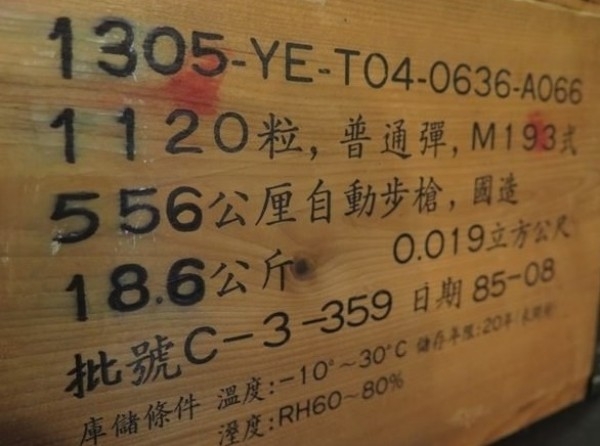 1305-YE-T04-0636-A066
1120粒,普通彈,M193式
556公厘自動步槍,國造
18.6公斤 0.019立方公尺
批號C-3-359 日期85-08
庫儲條件 溫度:-10°~30°C 儲存年限:20年
溼度:RH60~80%